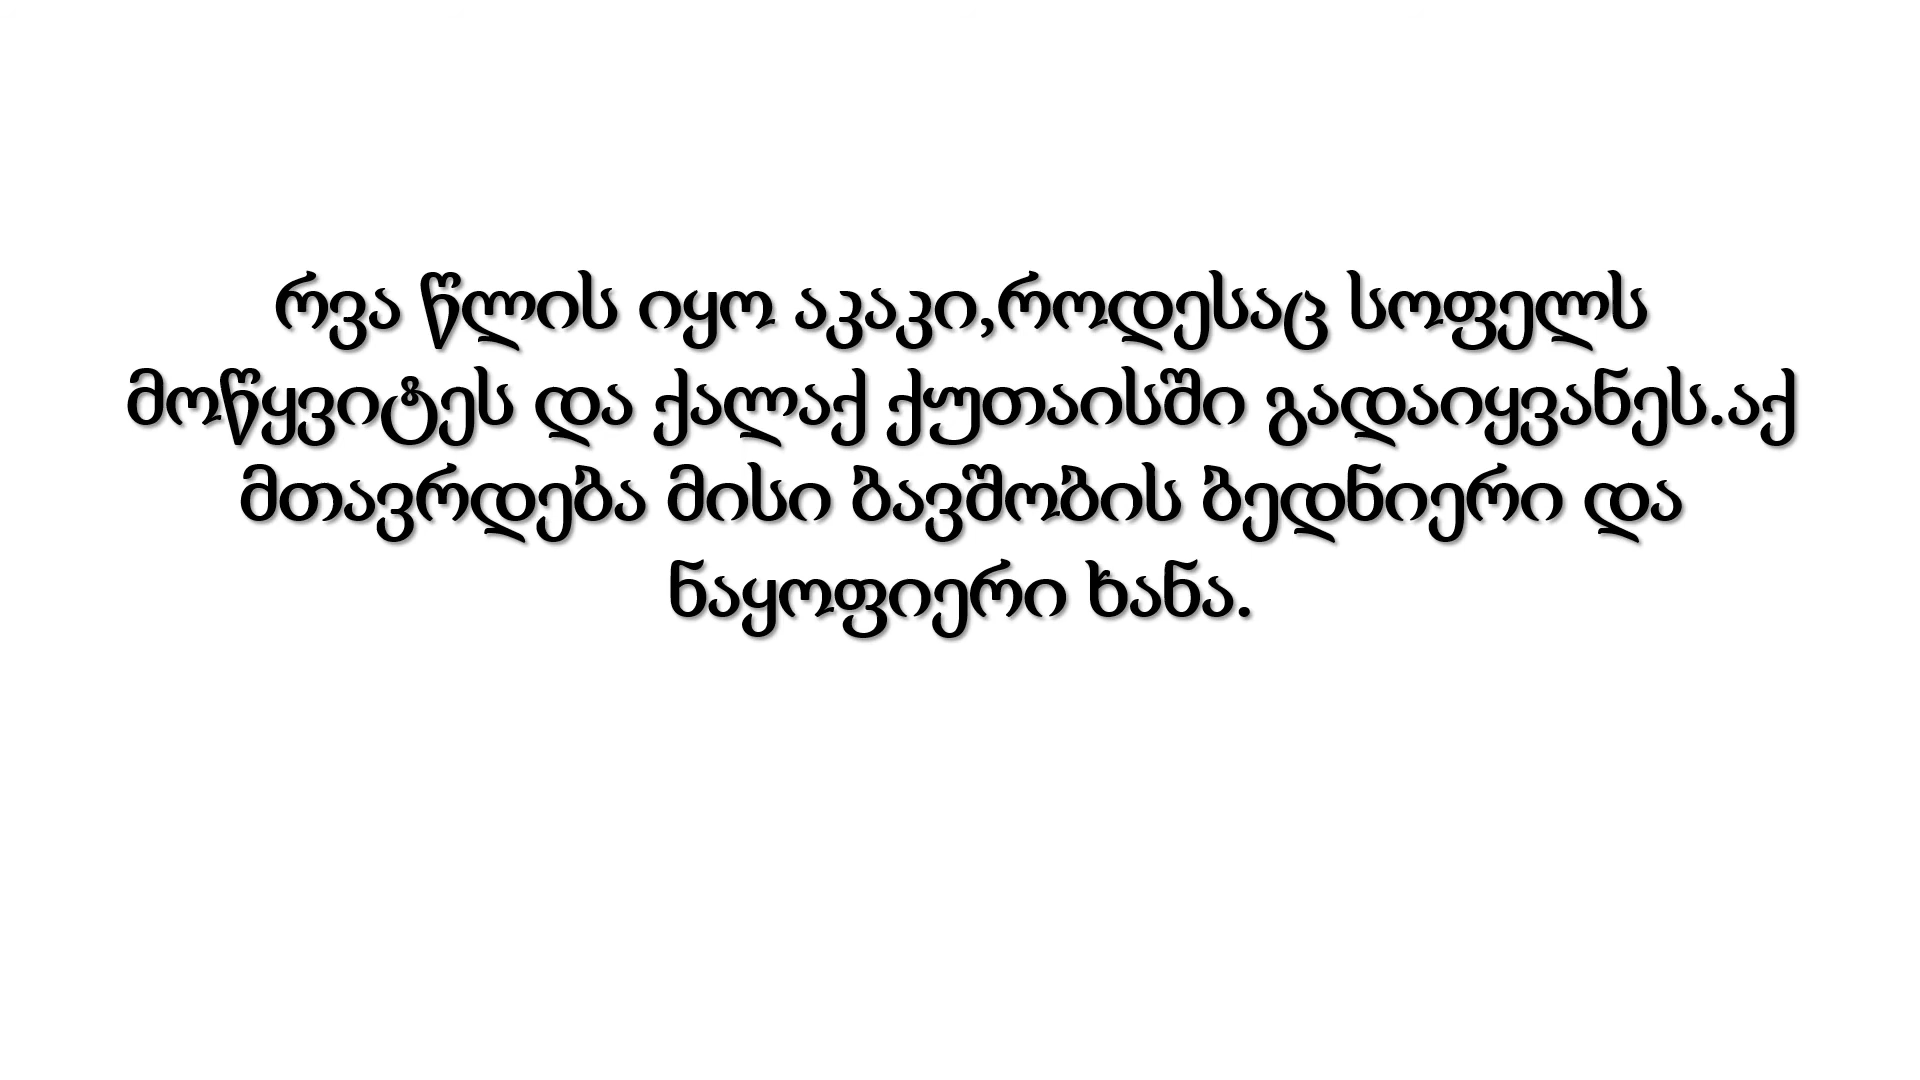 რვა წლის იყო აკაკი,როდესაც სოფელს
მოწყვიტეს და ქალაქ ქუთაისში გადაიყვანეს.აქ
მთავრდება მისი ბავშობის ბედნიერი და
ნაყოფიერი ხანა.